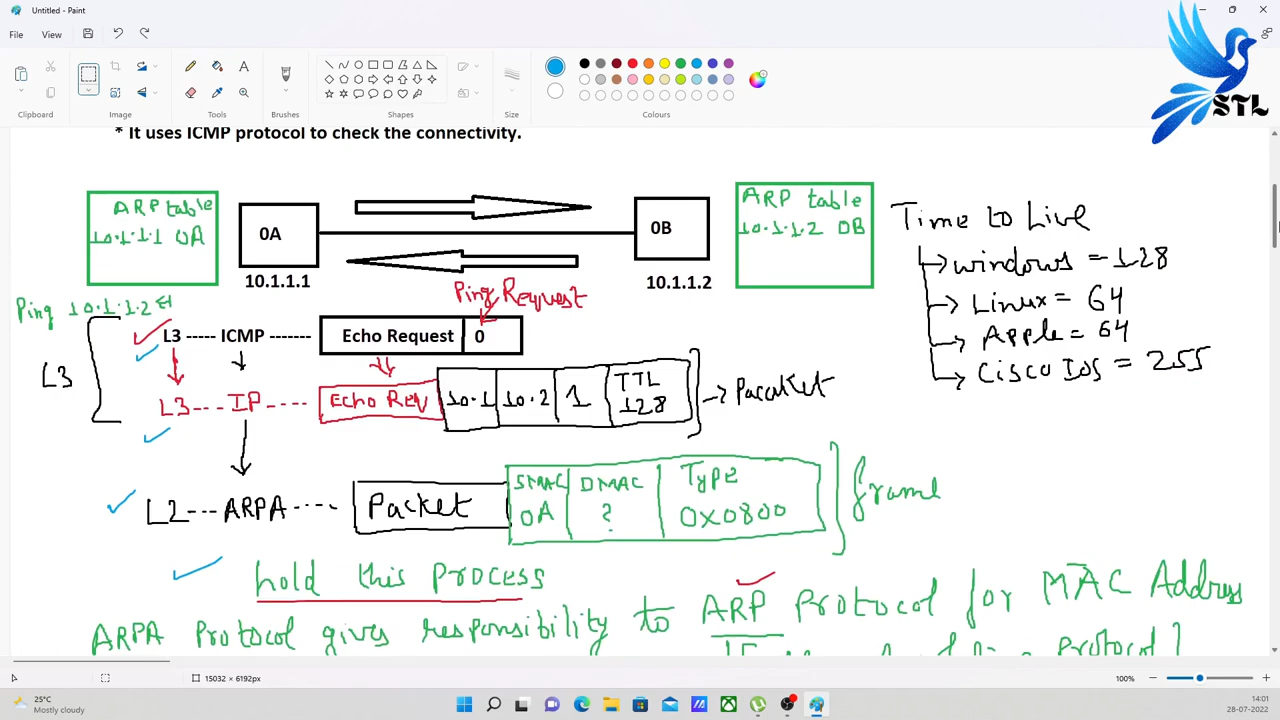 Untitled - Paint
File View
Clipboard Image Tools Brushes Shapes Size Colours
STL
* It uses ICMP protocol to check the connectivity.
ARP table
10.1.1.1 0A
0A
10.1.1.1
0B
10.1.1.2
ARP table
10.1.1.2 0B
Time to Live
windows = 128
Linux = 64
Apple = 64
Cisco IOS = 255
Ping 10.1.1.2
Ping Request
L3
L3 ----- ICMP ------- Echo Request 0
L3--- IP ---- Echo Req 10.1 10.2 1 TTL 128
L2--- ARPA ---- Packet
SMAC DMAC Type
0A ? 0X0800
frame
hold this process
ARPA Protocol gives responsibility to ARP Protocol for MAC Address
100%
15032 × 6192px
25°C
Mostly cloudy
14:01
28-07-2022